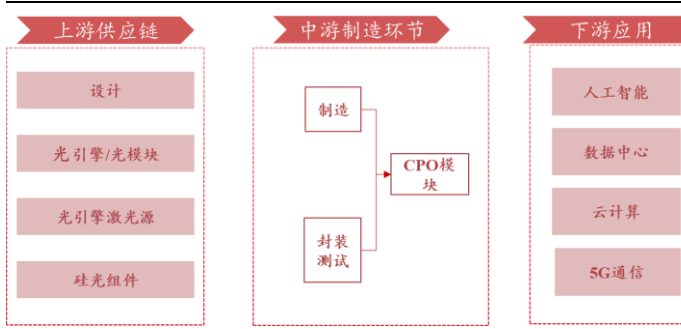 上游供应链
中游制造环节
下游应用
设计
光引擎/光模块
光引擎激光源
硅光组件
制造
封装
测试
CPO模
块
人工智能
数据中心
云计算
5G通信